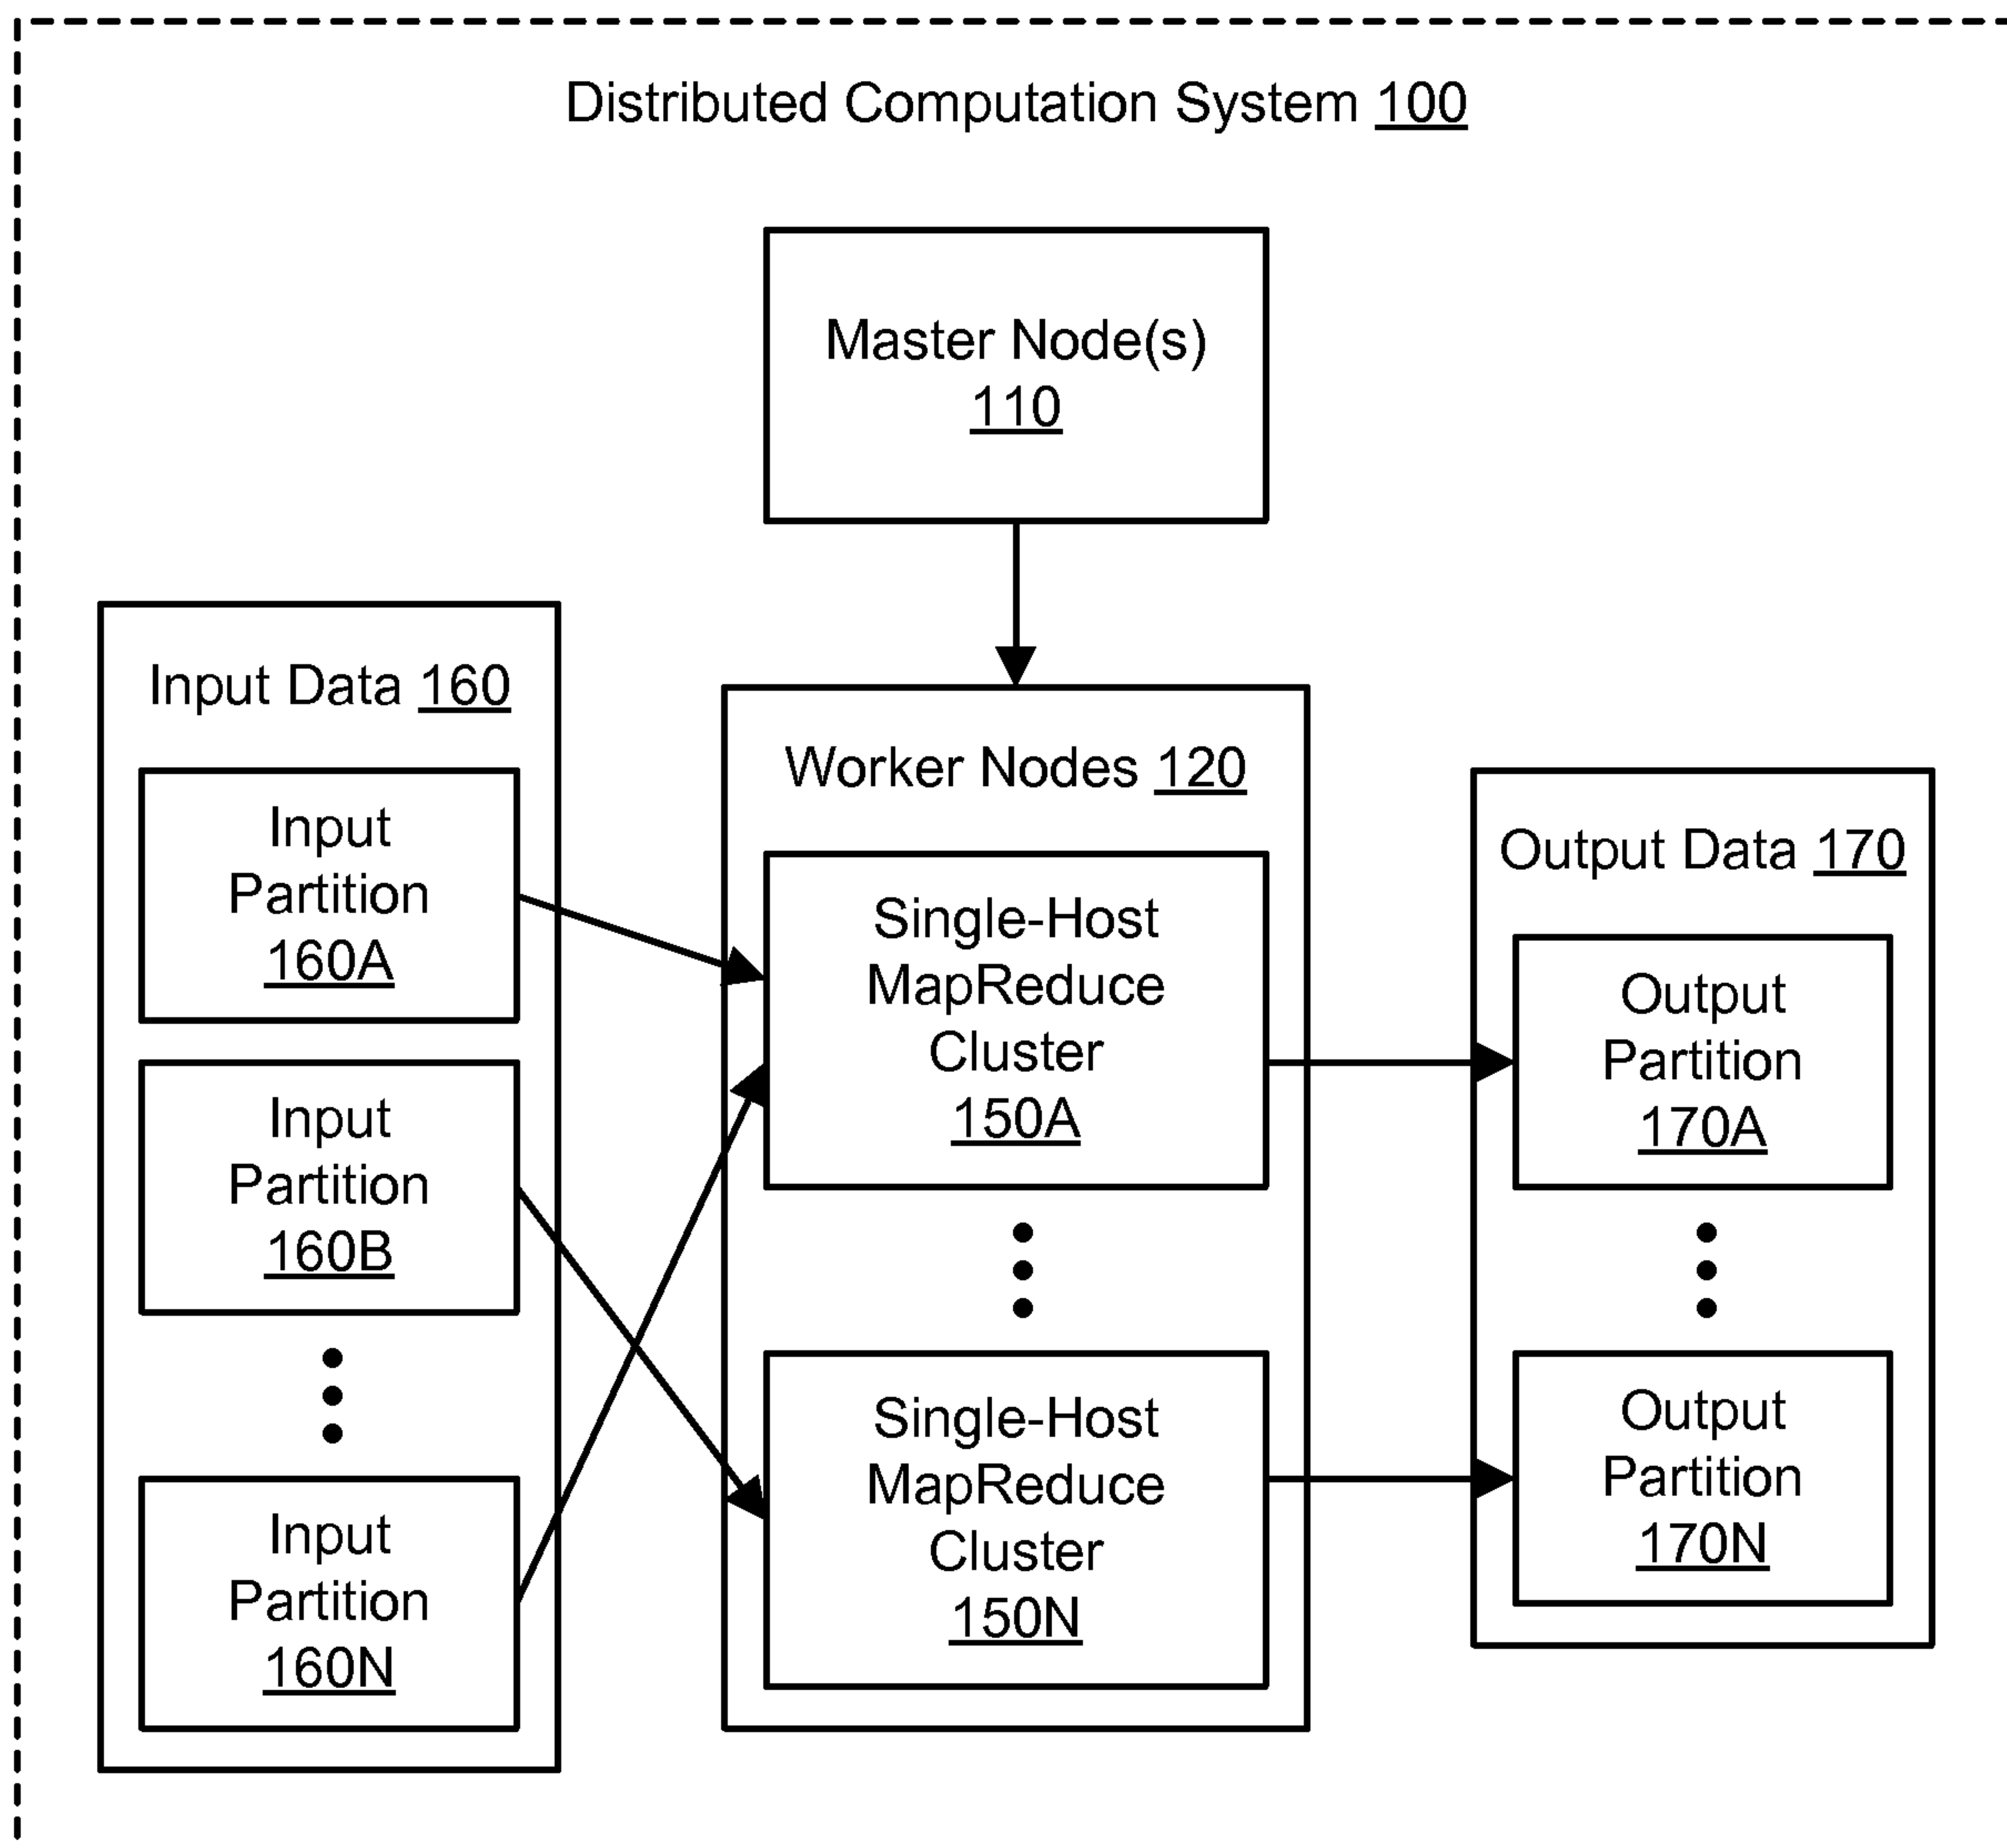 Distributed Computation System 100
Master Node(s)
110
Input Data 160
Input
Partition
160A
Input
Partition
160B
Input
Partition
160N
Worker Nodes 120
Single-Host
MapReduce
Cluster
150A
Single-Host
MapReduce
Cluster
150N
Output Data 170
Output
Partition
170A
Output
Partition
170N